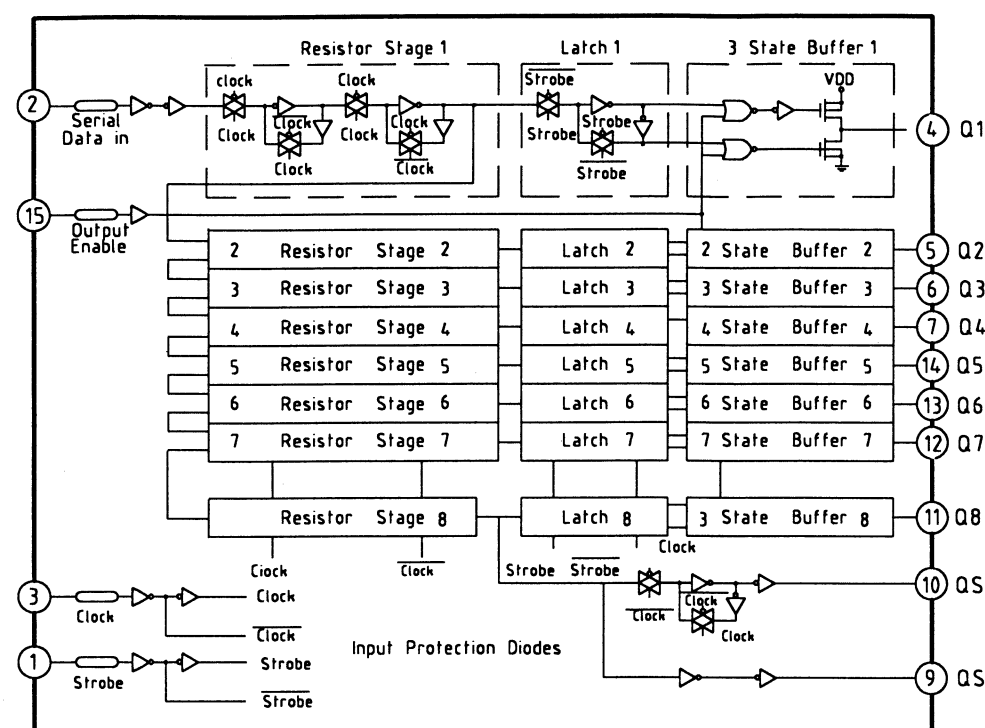 Resistor Stage 1
Latch 1
3 State Buffer 1
clock
Clock
Strobe
VDD
2
Serial
Data in
Clock
Clock
Clock
Clock
Clock
Clock
Strobe
Strobe
Strobe
4 Q1
15
Output
Enable
2 Resistor Stage 2
Latch 2
2 State Buffer 2
5 Q2
3 Resistor Stage 3
Latch 3
3 State Buffer 3
6 Q3
4 Resistor Stage 4
Latch 4
4 State Buffer 4
7 Q4
5 Resistor Stage 5
Latch 5
5 State Buffer 5
14 Q5
6 Resistor Stage 6
Latch 6
6 State Buffer 6
13 Q6
7 Resistor Stage 7
Latch 7
7 State Buffer 7
12 Q7
Resistor Stage 8
Latch 8
3 State Buffer 8
11 Q8
Clock
Clock
Clock
Strobe
Strobe
3
Clock
Clock
Clock
Clock
Clock
Clock
10 QS
1
Strobe
Strobe
Strobe
Input Protection Diodes
9 QS